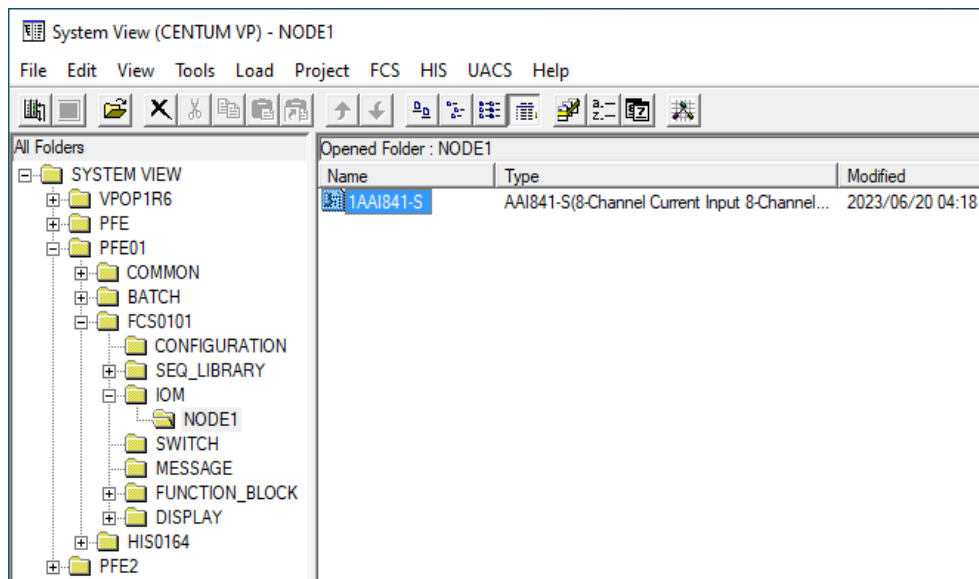 System View (CENTUM VP) - NODE1
File Edit View Tools Load Project FCS HIS UACS Help
All Folders
SYSTEM VIEW
VPOP1R6
PFE
PFE01
COMMON
BATCH
FCS0101
CONFIGURATION
SEQ_LIBRARY
IOM
NODE1
SWITCH
MESSAGE
FUNCTION_BLOCK
DISPLAY
HIS0164
PFE2
Opened Folder : NODE1
Name Type Modified
1AAI841-S AAI841-S(8-Channel Current Input 8-Channel... 2023/06/20 04:18